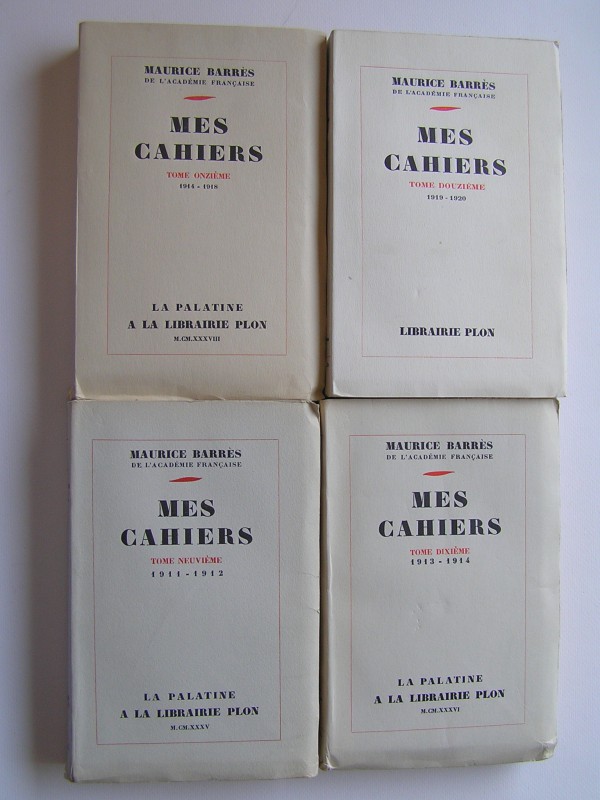 MAURICE BARRÈS
DE L'ACADÉMIE FRANÇAISE
MES
CAHIERS
TOME ONZIÈME
1914 - 1918
LA PALATINE
A LA LIBRAIRIE PLON
M.CM.XXXVIII
MAURICE BARRÈS
DE L'ACADÉMIE FRANÇAISE
MES
CAHIERS
TOME DOUZIÈME
1919 - 1920
LIBRAIRIE PLON
MAURICE BARRÈS
DE L'ACADÉMIE FRANÇAISE
MES
CAHIERS
TOME NEUVIÈME
1911 - 1912
LA PALATINE
A LA LIBRAIRIE PLON
M.CM.XXXV
MAURICE BARRÈS
DE L'ACADÉMIE FRANÇAISE
MES
CAHIERS
TOME DIXIÈME
1913 - 1914
LA PALATINE
A LA LIBRAIRIE PLON
M.CM.XXXVI